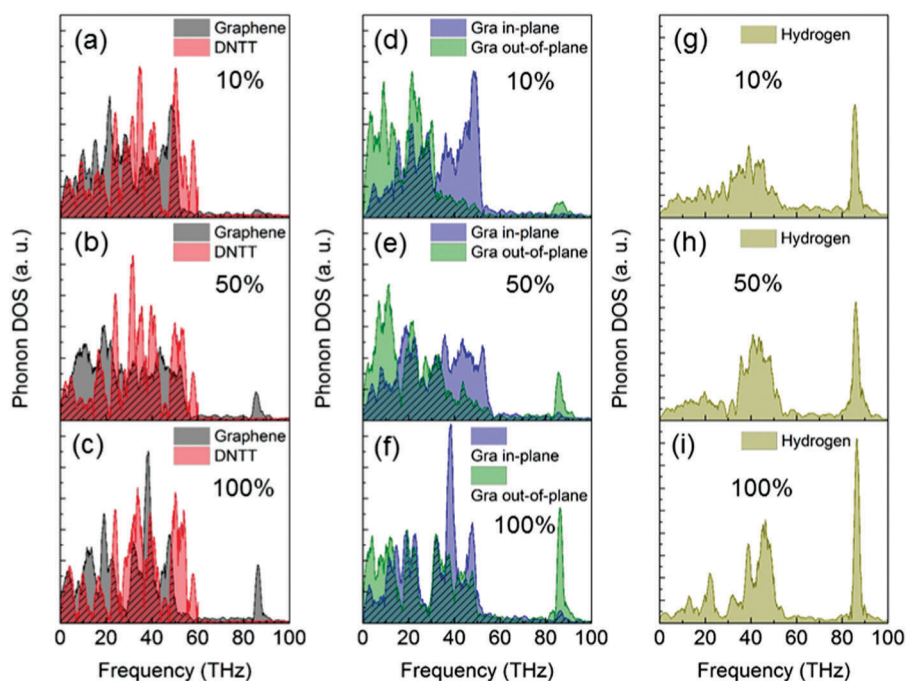 (a)
Graphene
DNTT
10%
(d)
Gra in-plane
Gra out-of-plane
10%
(g)
Hydrogen
10%
(b)
Graphene
DNTT
50%
(e)
Gra in-plane
Gra out-of-plane
50%
(h)
Hydrogen
50%
(c)
Graphene
DNTT
100%
(f)
Gra in-plane
Gra out-of-plane
100%
(i)
Hydrogen
100%
Phonon DOS (a. u.)
Phonon DOS (a. u.)
Phonon DOS (a. u.)
0 20 40 60 80 100
0 20 40 60 80 100
0 20 40 60 80 100
Frequency (THz)
Frequency (THz)
Frequency (THz)